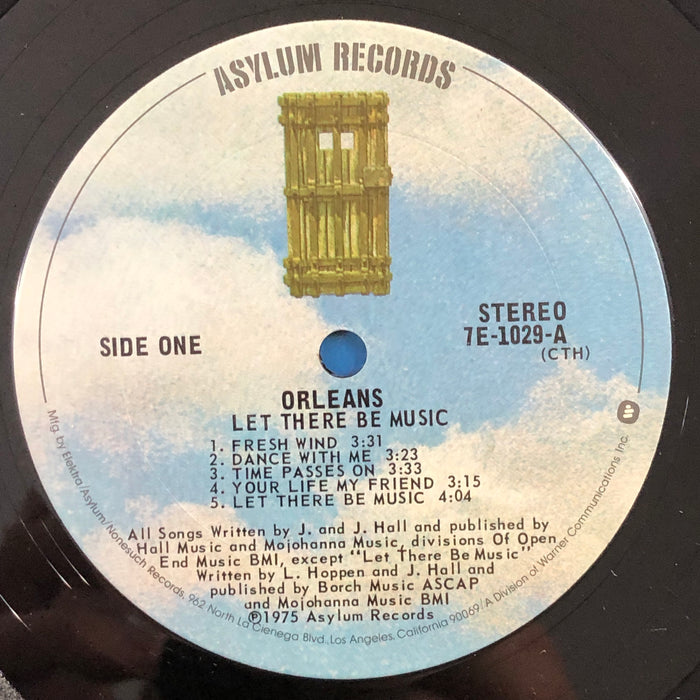 ASYLUM RECORDS
SIDE ONE
STEREO
7E-1029-A
(CTH)
ORLEANS
LET THERE BE MUSIC
1. FRESH WIND 3:31
2. DANCE WITH ME 3:23
3. TIME PASSES ON 3:33
4. YOUR LIFE MY FRIEND 3:15
5. LET THERE BE MUSIC 4:04
All Songs Written by J. and J. Hall and published by
Hall Music and Mojohanna Music, divisions Of Open
End Music BMI, except "Let There Be Music"
Written by L. Hoppen and J. Hall and
published by Borch Music ASCAP
and Mojohanna Music BMI
℗1975 Asylum Records
Mfg. by Elektra/Asylum/Nonesuch Records, 962 North La Cienega Blvd., Los Angeles, California 90069/A Division of Warner Communications Inc.